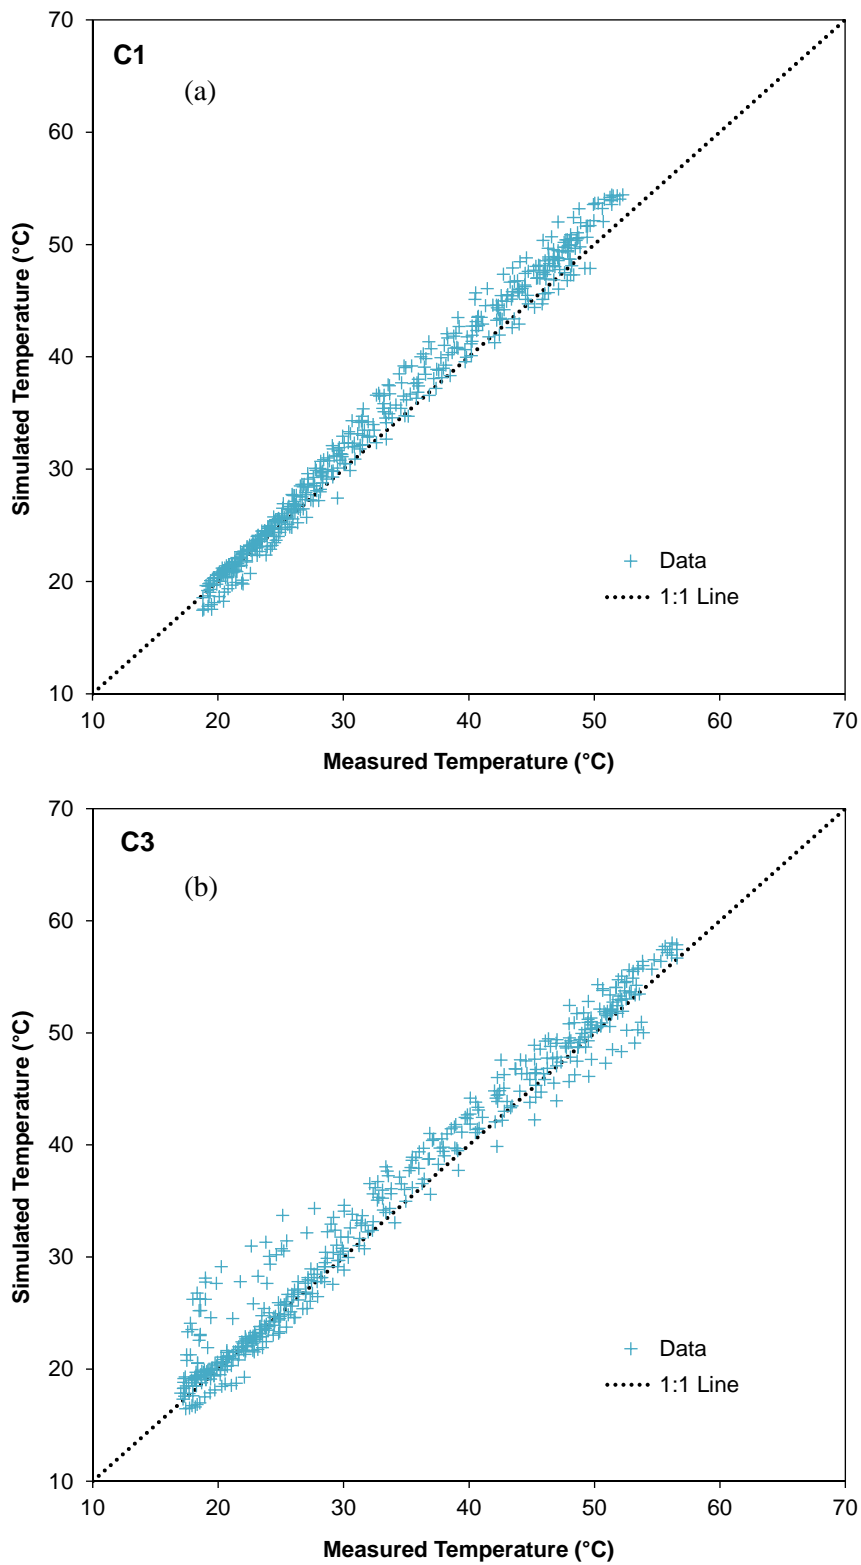 70
C1
(a)
60
50
40
30
20
10
Simulated Temperature (°C)
Data
1:1 Line
10 20 30 40 50 60 70
Measured Temperature (°C)
70
C3
(b)
60
50
40
30
20
10
Simulated Temperature (°C)
Data
1:1 Line
10 20 30 40 50 60 70
Measured Temperature (°C)